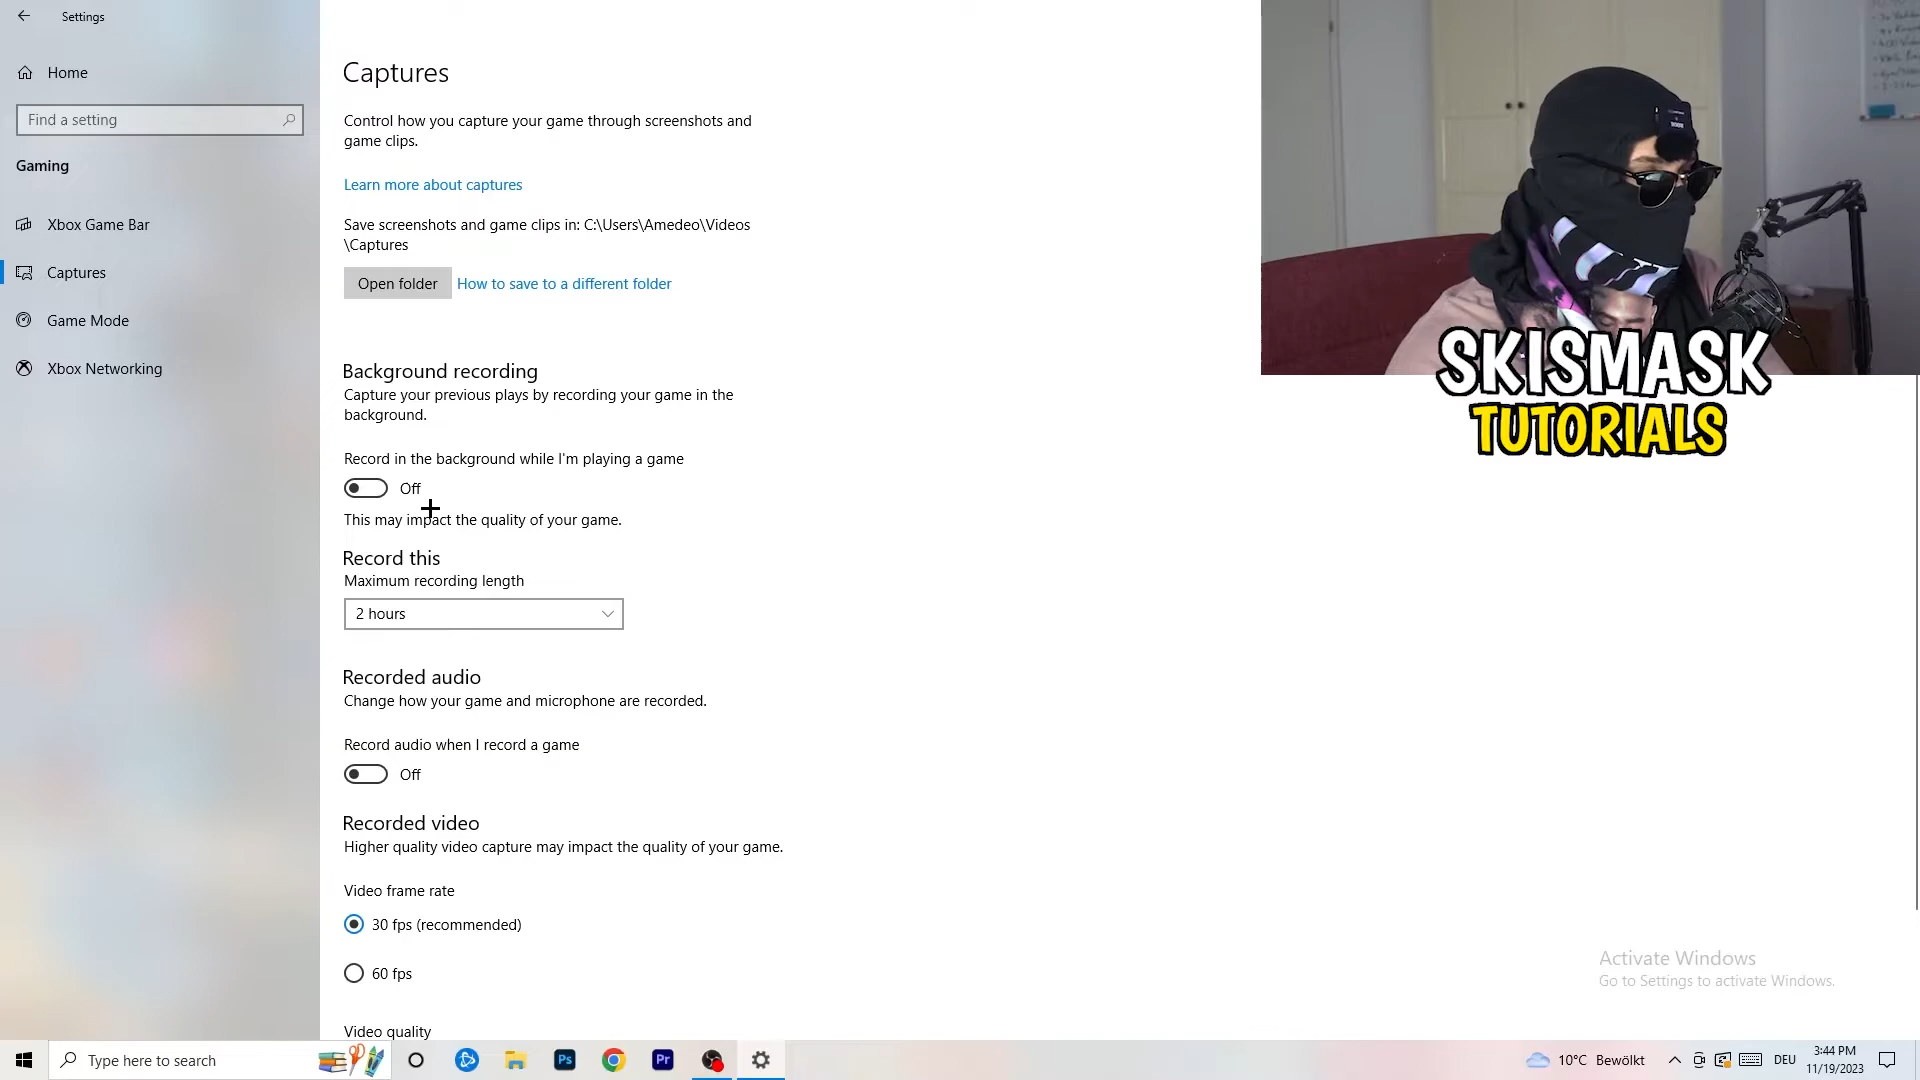 Settings
Home
Find a setting
Gaming
Xbox Game Bar
Captures
Game Mode
Xbox Networking
Captures
Control how you capture your game through screenshots and
game clips.
Learn more about captures
Save screenshots and game clips in: C:\Users\Amedeo\Videos
\Captures
Open folder
How to save to a different folder
Background recording
Capture your previous plays by recording your game in the
background.
Record in the background while I'm playing a game
Off
This may impact the quality of your game.
Record this
Maximum recording length
2 hours
Recorded audio
Change how your game and microphone are recorded.
Record audio when I record a game
Off
Recorded video
Higher quality video capture may impact the quality of your game.
Video frame rate
30 fps (recommended)
60 fps
Video quality
SKISMASK
TUTORIALS
Activate Windows
Go to Settings to activate Windows.
Type here to search
Ps
Pr
10°C Bewölkt
DEU
3:44 PM
11/19/2023